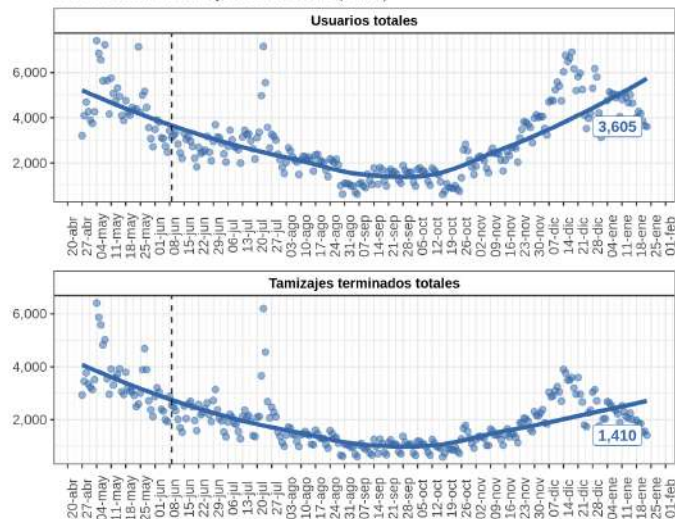 Usuarios totales
6,000
4,000
2,000
3,605
20-abr 27-abr 04-may 11-may 18-may 25-may 01-jun 08-jun 15-jun 22-jun 29-jun 06-jul 13-jul 20-jul 27-jul 03-ago 10-ago 17-ago 24-ago 31-ago 07-sep 14-sep 21-sep 28-sep 05-oct 12-oct 19-oct 26-oct 02-nov 09-nov 16-nov 23-nov 30-nov 07-dic 14-dic 21-dic 28-dic 04-ene 11-ene 18-ene 25-ene 01-feb
Tamizajes terminados totales
6,000
4,000
2,000
1,410
20-abr 27-abr 04-may 11-may 18-may 25-may 01-jun 08-jun 15-jun 22-jun 29-jun 06-jul 13-jul 20-jul 27-jul 03-ago 10-ago 17-ago 24-ago 31-ago 07-sep 14-sep 21-sep 28-sep 05-oct 12-oct 19-oct 26-oct 02-nov 09-nov 16-nov 23-nov 30-nov 07-dic 14-dic 21-dic 28-dic 04-ene 11-ene 18-ene 25-ene 01-feb